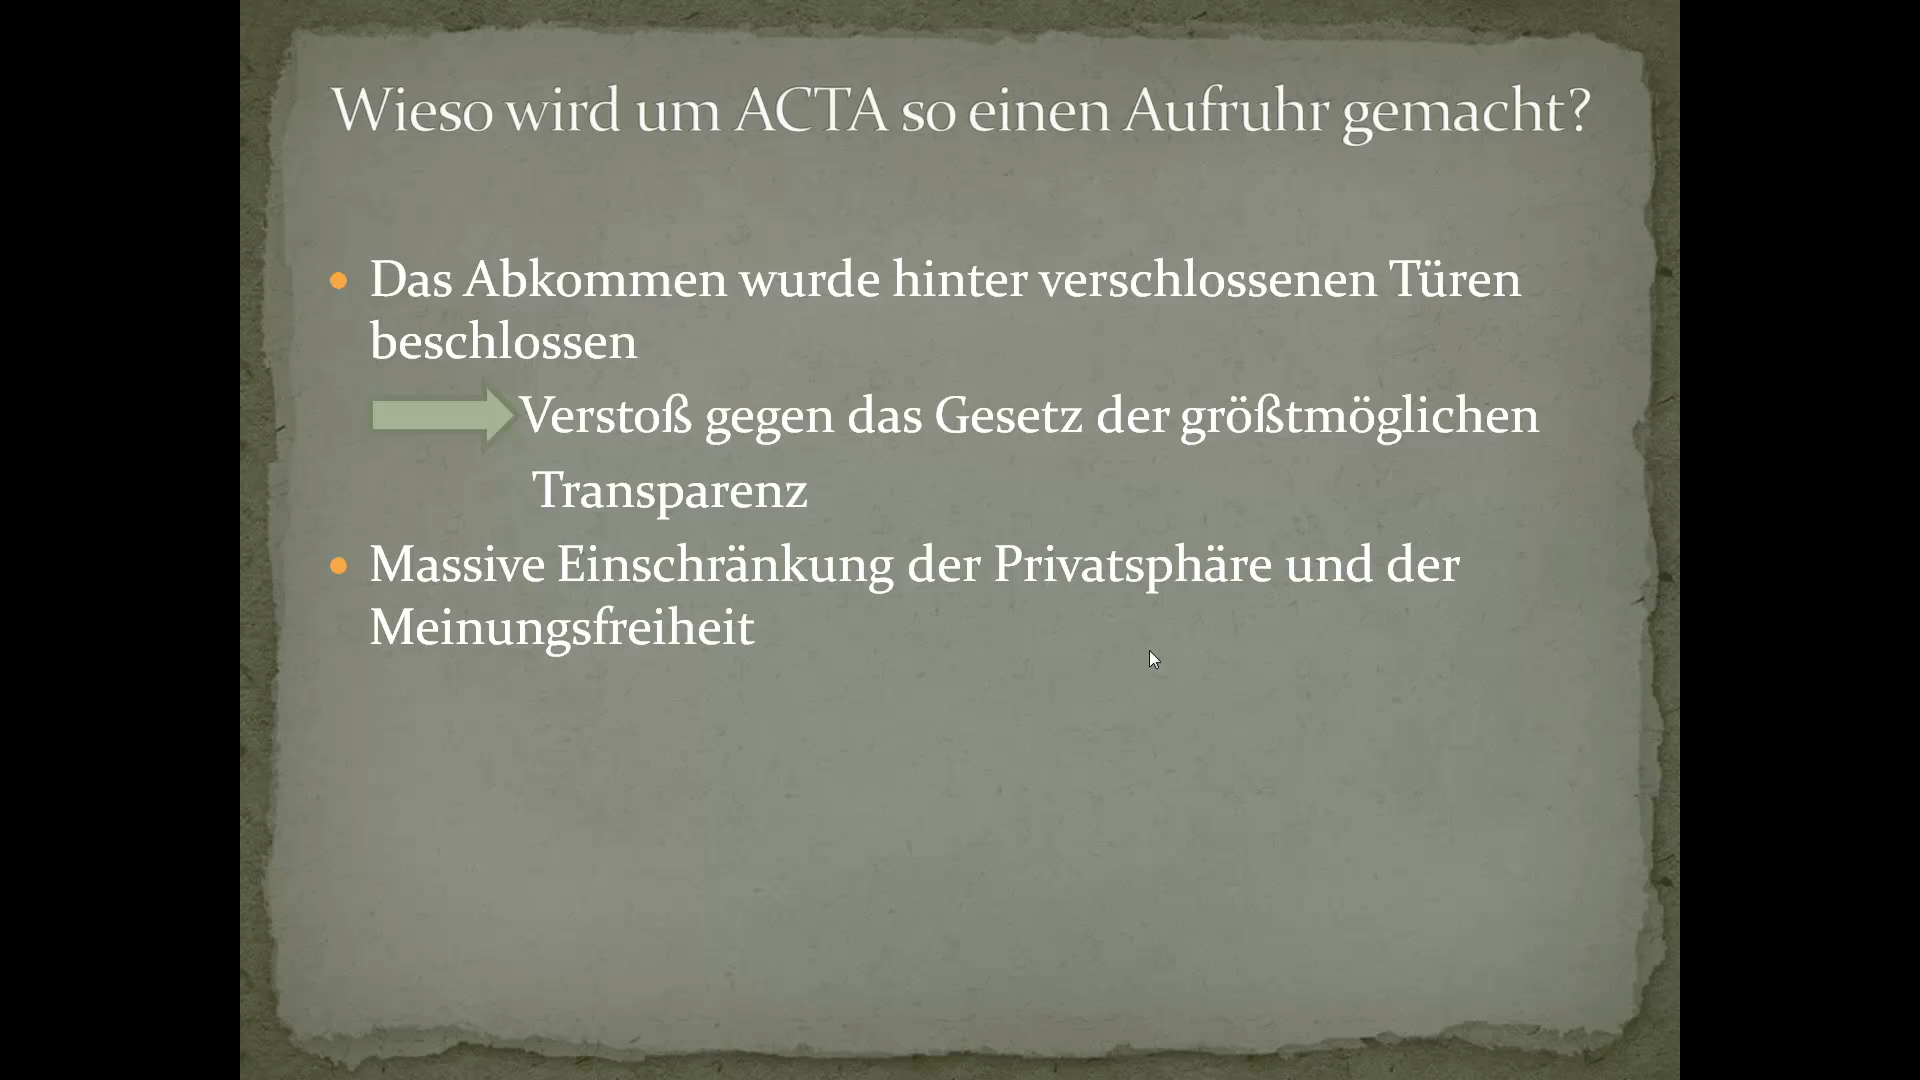 Wieso wird um ACTA so einen Aufruhr gemacht?
Das Abkommen wurde hinter verschlossenen Türen
beschlossen
Verstoß gegen das Gesetz der größtmöglichen
Transparenz
Massive Einschränkung der Privatsphäre und der
Meinungsfreiheit